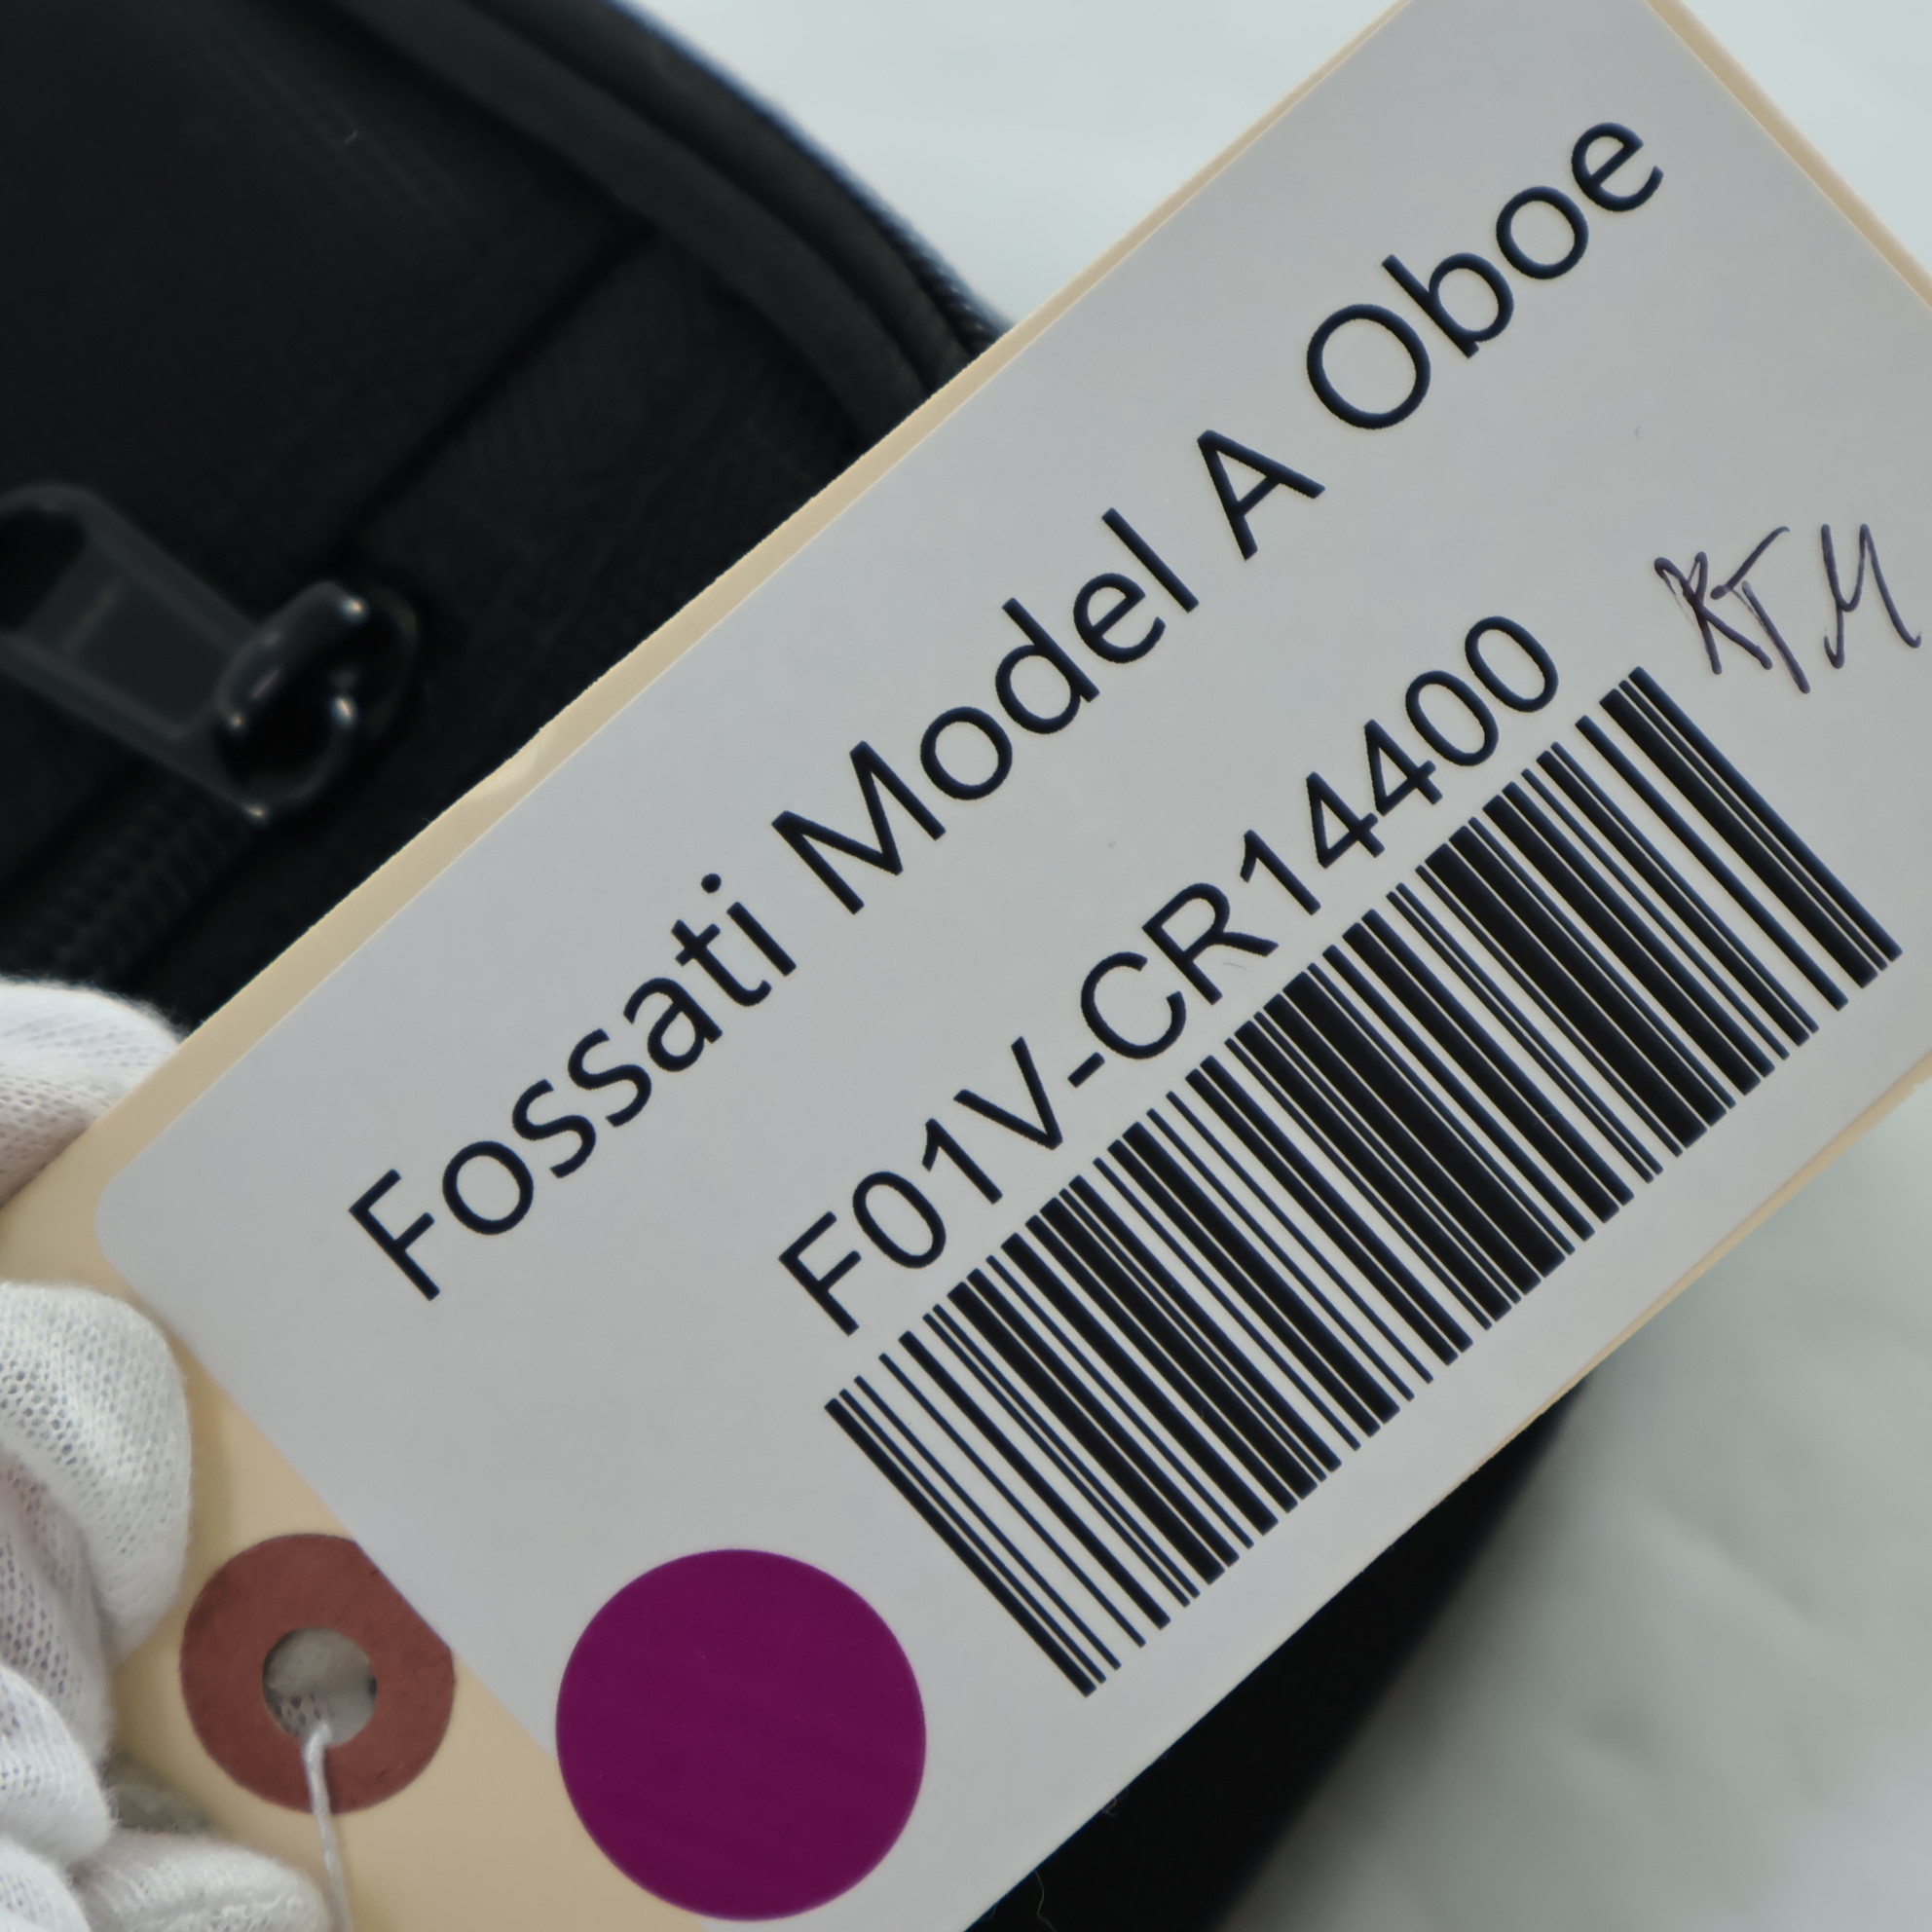 Fossati Model A Oboe
F01V-CR14400
RTM